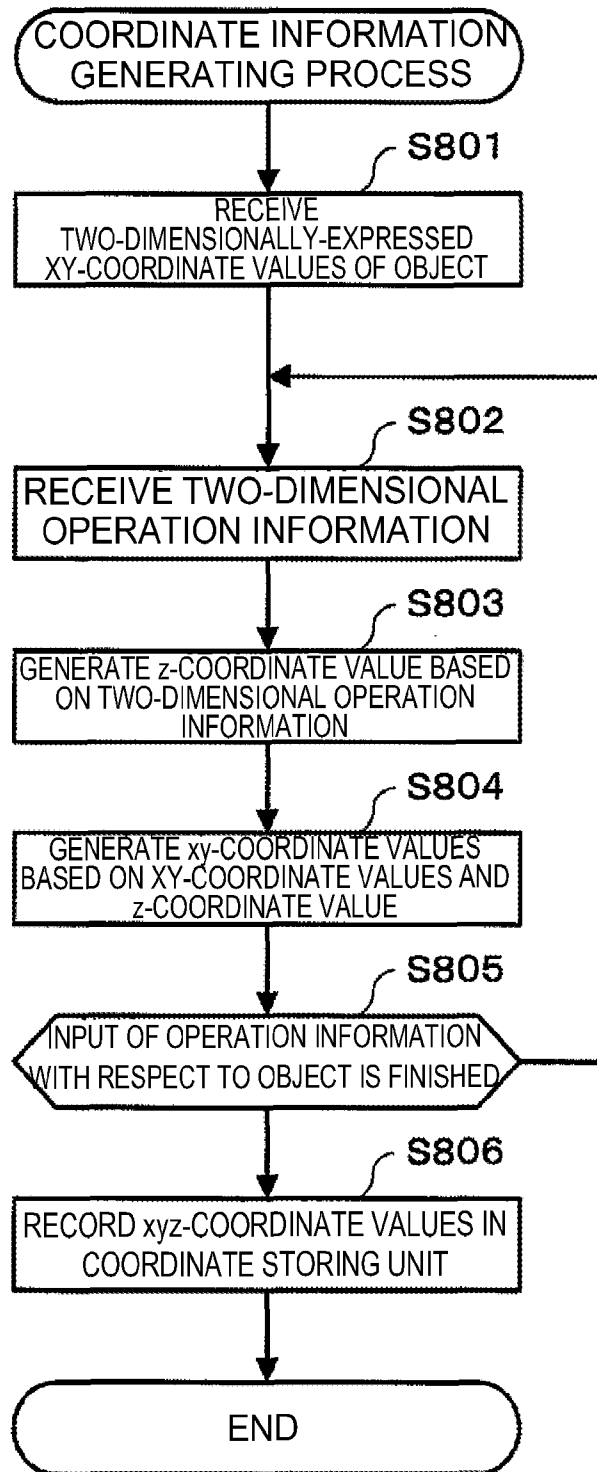 COORDINATE INFORMATION
GENERATING PROCESS
S801
RECEIVE
TWO-DIMENSIONALLY-EXPRESSED
XY-COORDINATE VALUES OF OBJECT
S802
RECEIVE TWO-DIMENSIONAL
OPERATION INFORMATION
S803
GENERATE z-COORDINATE VALUE BASED
ON TWO-DIMENSIONAL OPERATION
INFORMATION
S804
GENERATE xy-COORDINATE VALUES
BASED ON XY-COORDINATE VALUES AND
z-COORDINATE VALUE
S805
INPUT OF OPERATION INFORMATION
WITH RESPECT TO OBJECT IS FINISHED
S806
RECORD xyz-COORDINATE VALUES IN
COORDINATE STORING UNIT
END